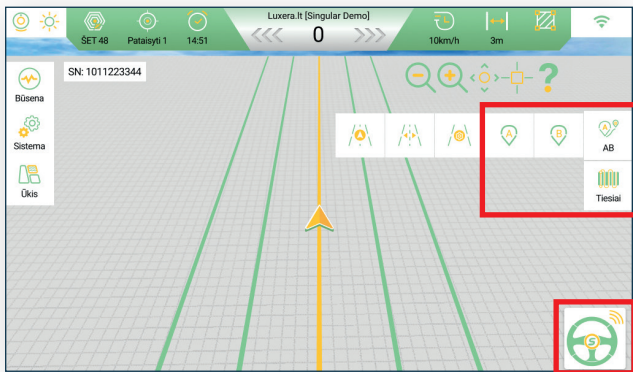 Luxera.lt [Singular Demo]
ŠET 48
Pataisyti 1
14:51
0
10km/h
3m
SN: 1011223344
?
Būsena
Sistema
Ūkis
A
B
A
B
A
AB
Tiesiai
S